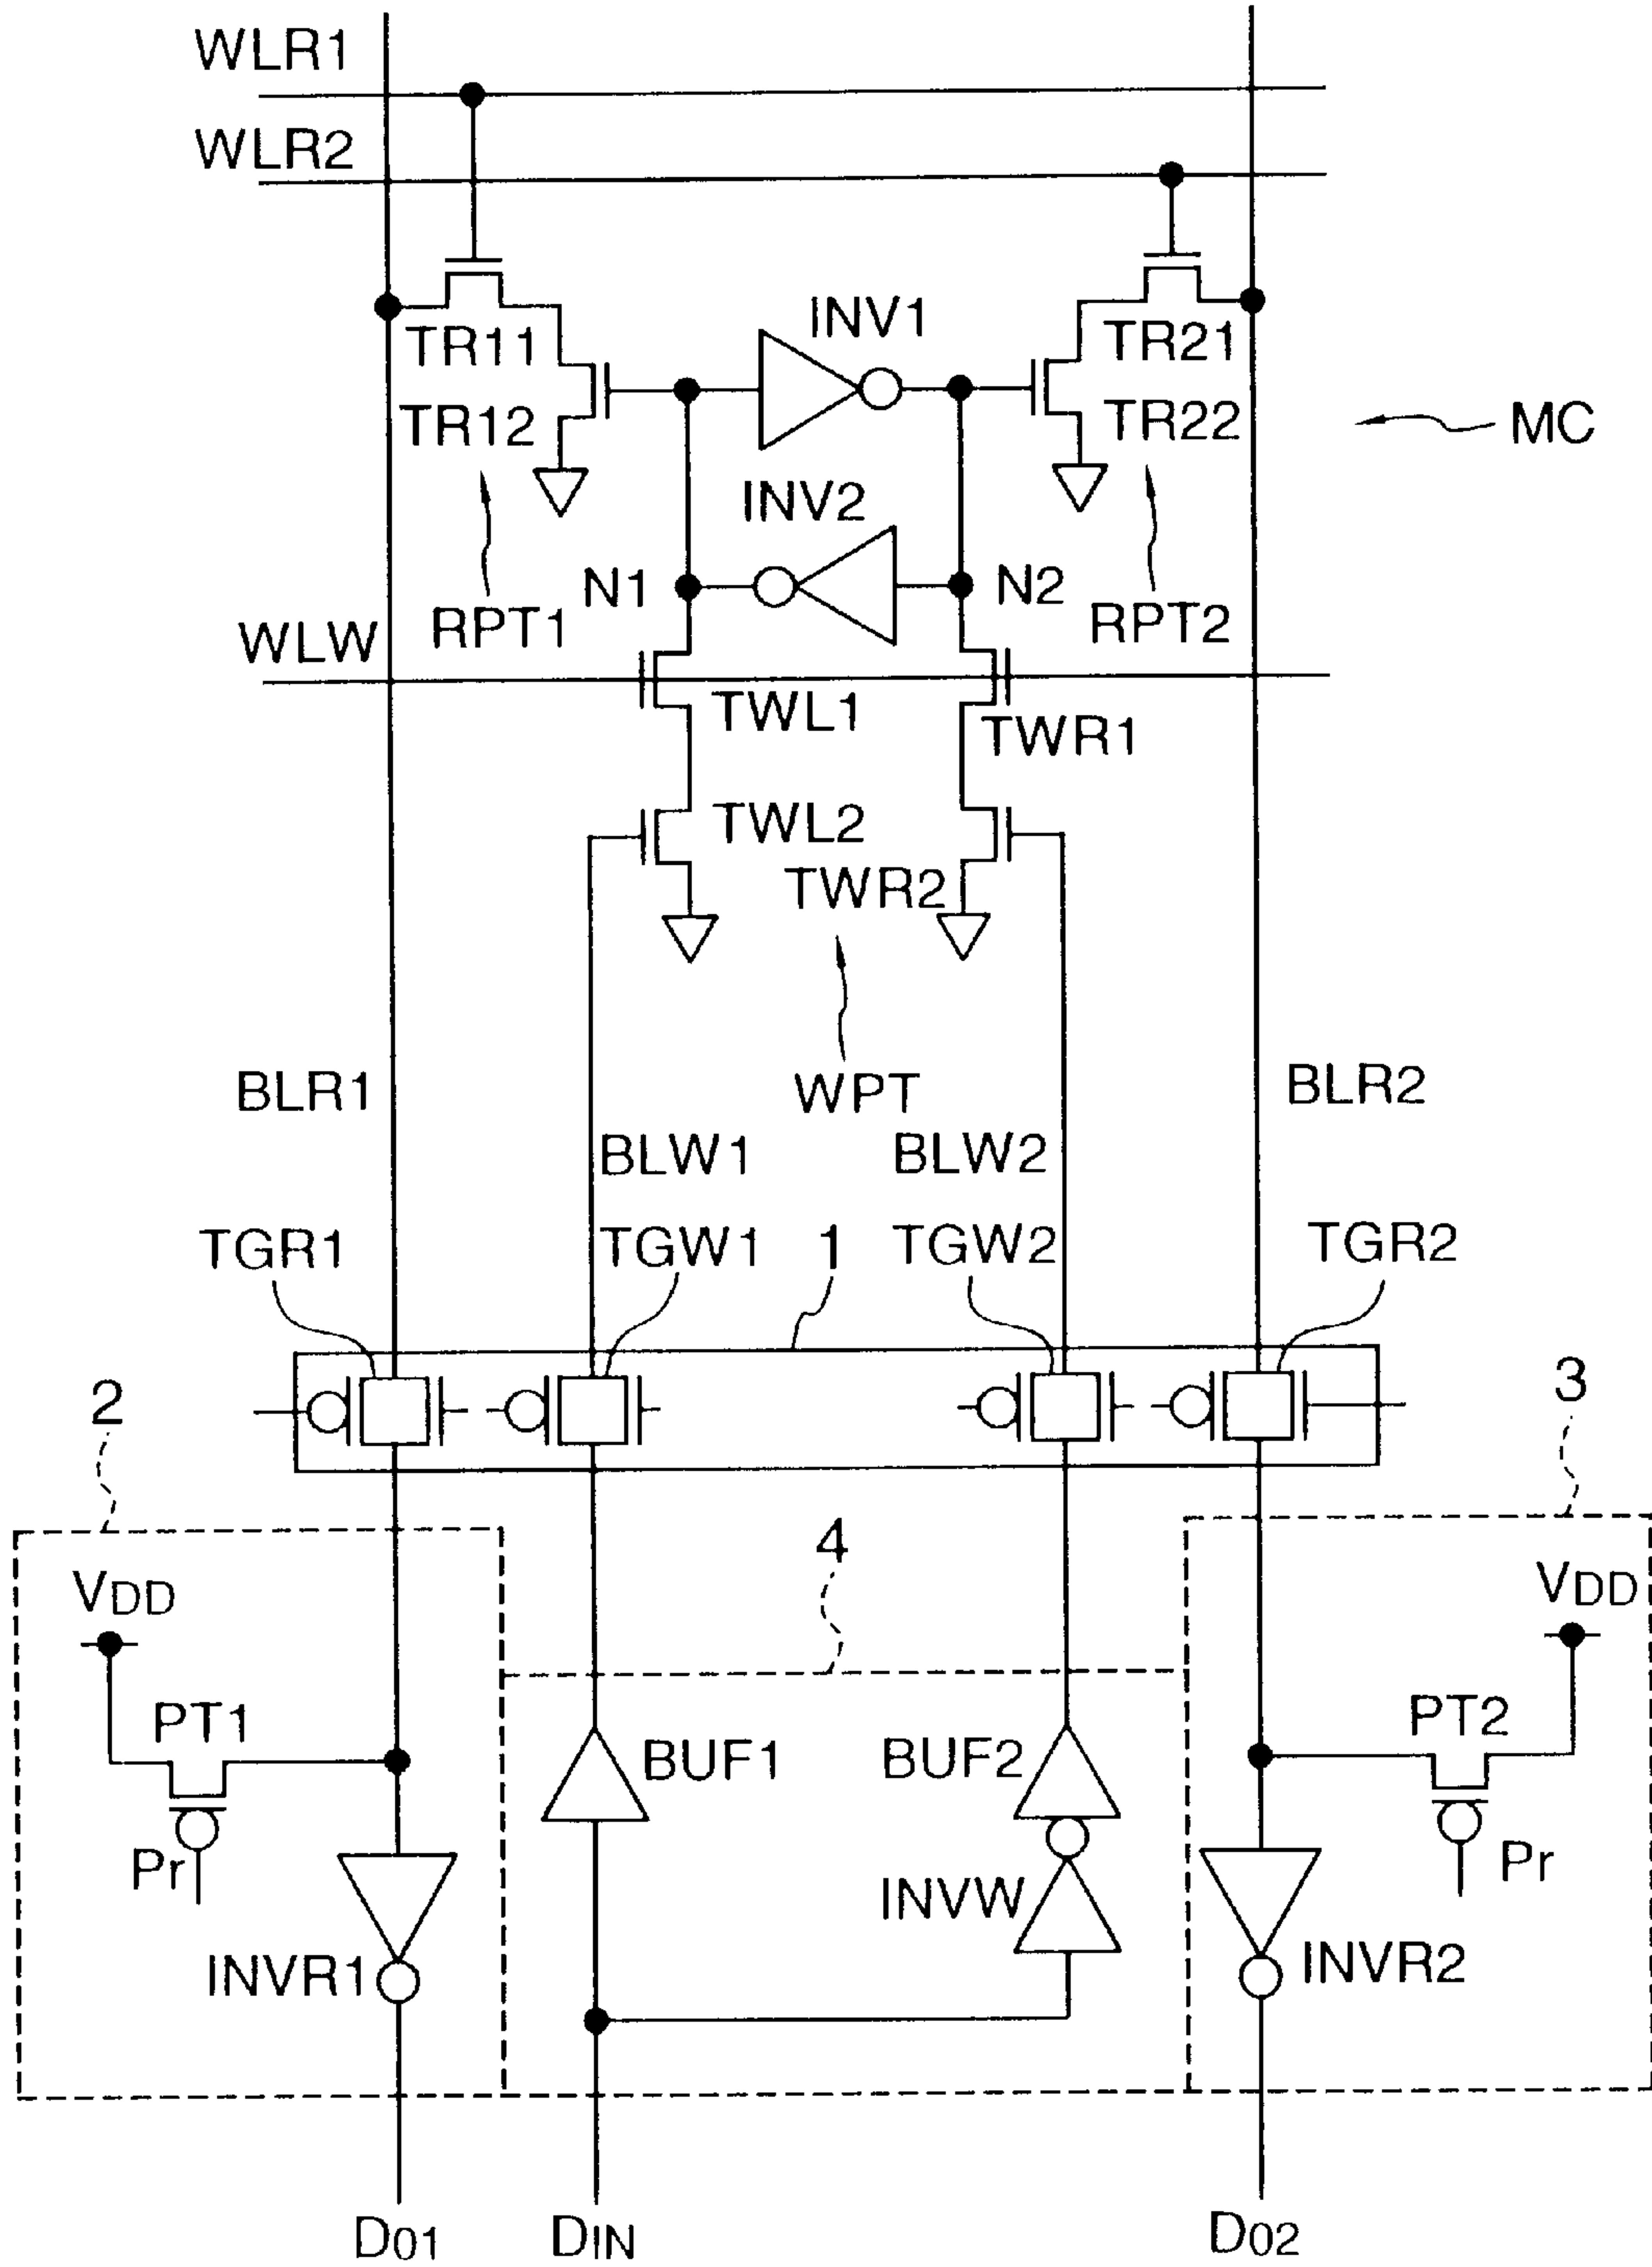 WLR1
WLR2
INV1
TR11
TR21
TR12
TR22
MC
INV2
N1
N2
RPT1
RPT2
WLW
TWL1
TWR1
TWL2
TWR2
WPT
BLR1
BLR2
BLW1
BLW2
TGR1
TGW1
1
TGW2
TGR2
2
3
4
VDD
VDD
PT1
PT2
BUF1
BUF2
Pr
Pr
INVW
INVR1
INVR2
D01
DIN
D02